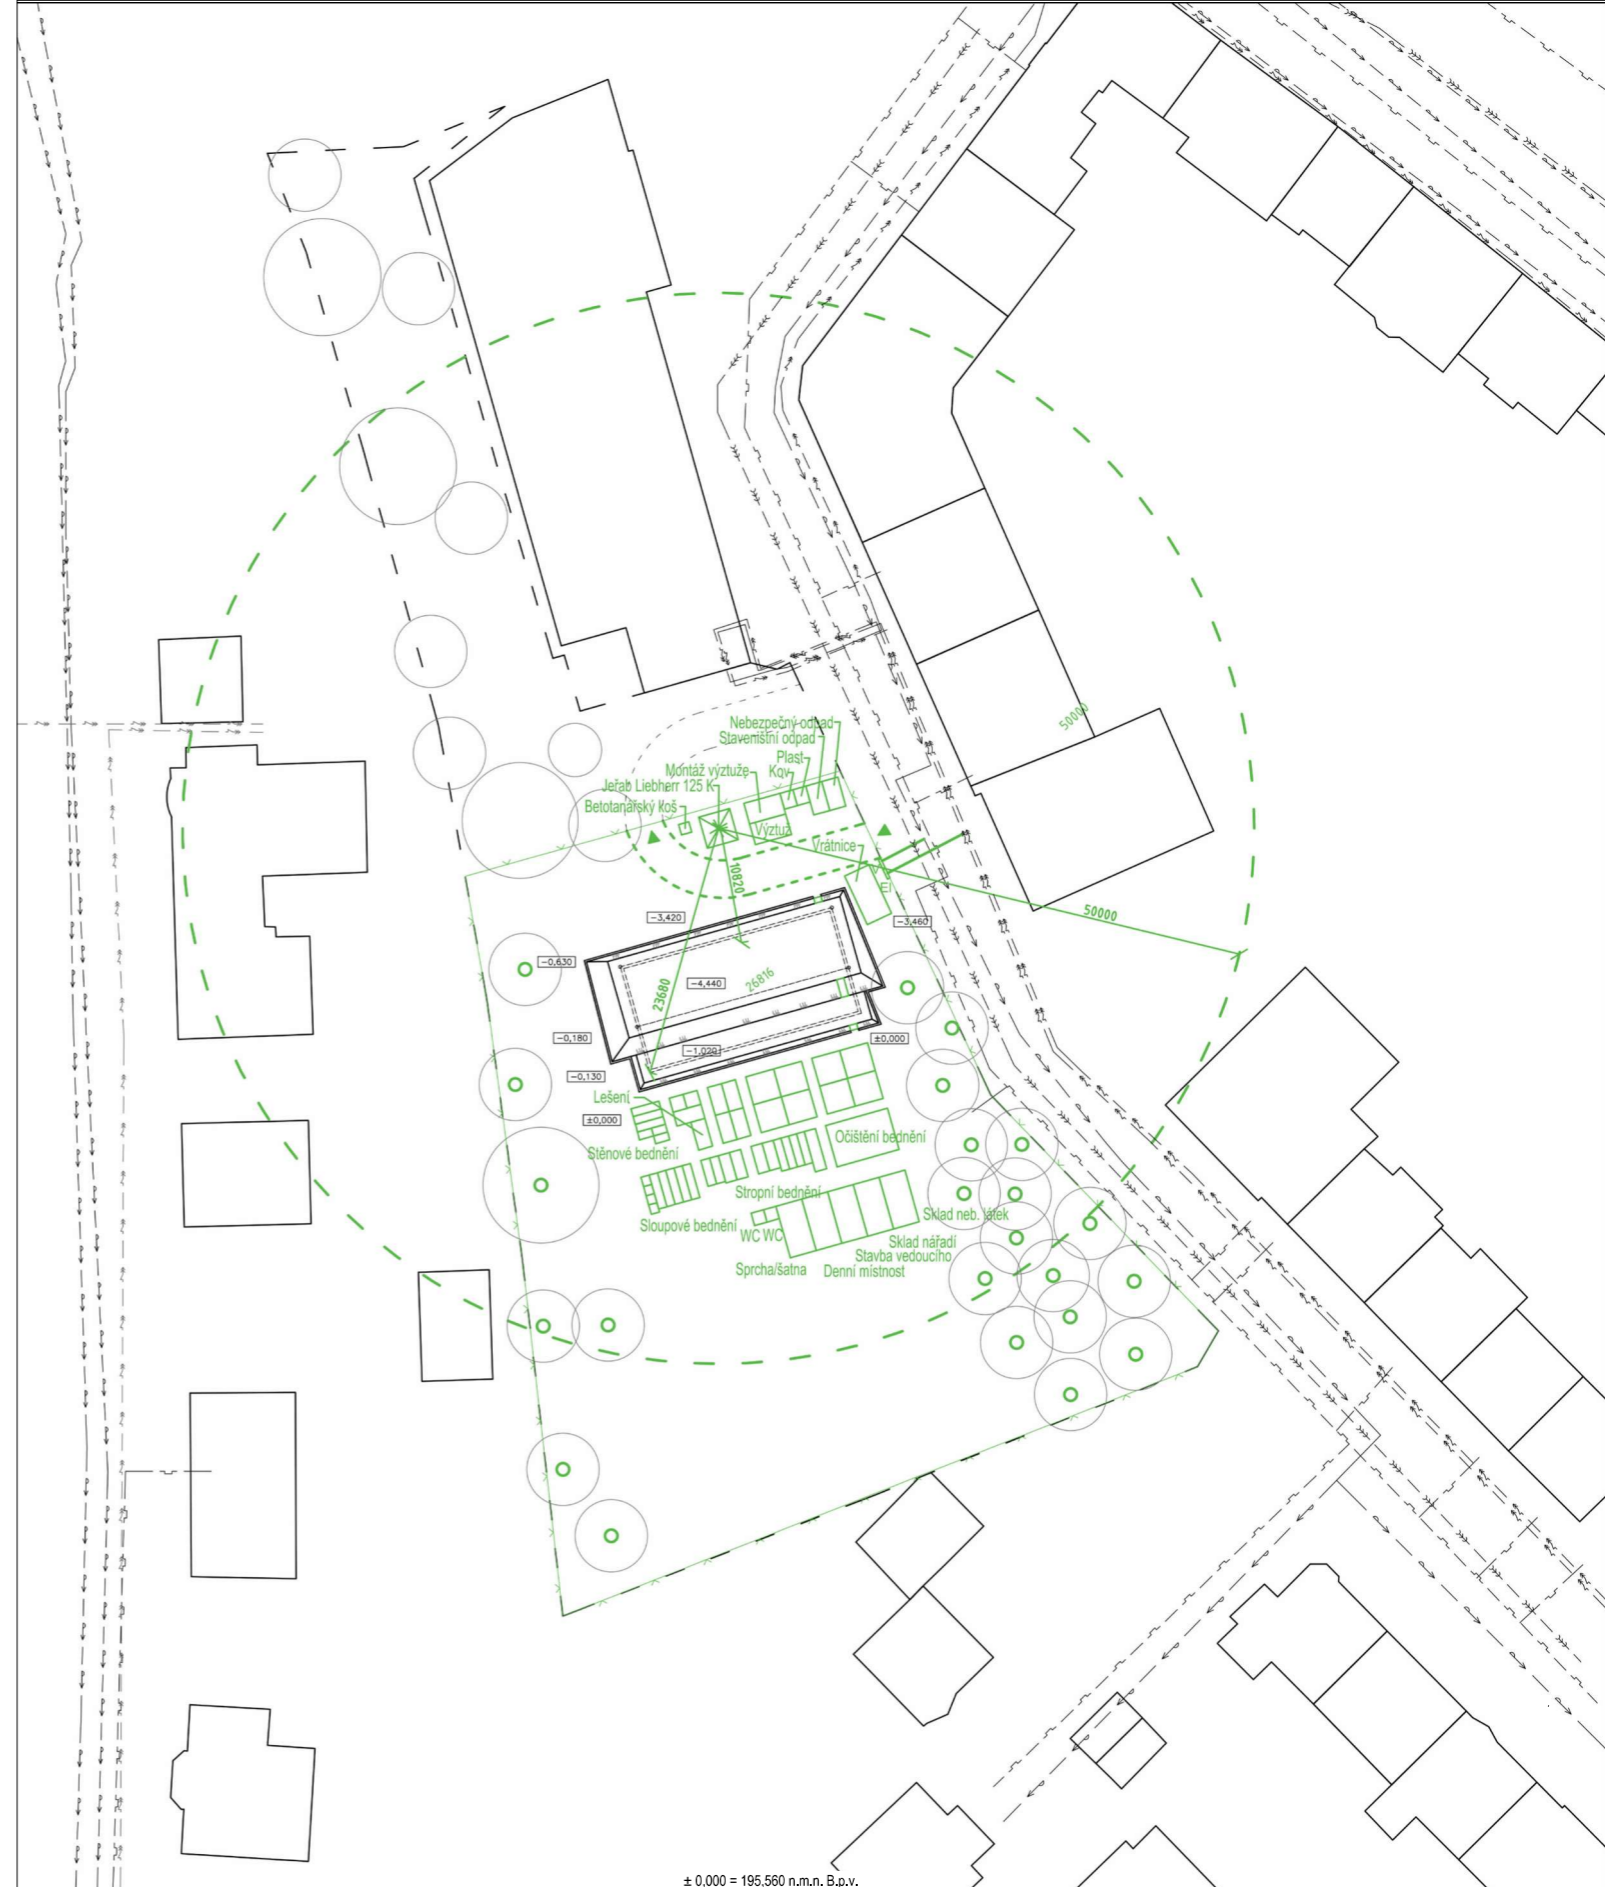 Nebezpečný odpad
Staveništní odpad
Plast
Kov
Montáž výztuže
Jeřab Liebherr 125 K
Betotanářský koš
Výztuž
Vrátnice
El
50000
50000
10820
23680
26816
-3,420
-3,460
-0,630
-4,440
-0,180
-1,020
±0,000
-0,130
Lešení
±0,000
Stěnové bednění
Očištění bednění
Stropní bednění
Sloupové bednění
WC WC
Sklad neb. látek
Sklad nářadí
Stavba vedoucího
Sprcha/šatna
Denní místnost
± 0,000 = 195,560 n.m.n. B.p.v.